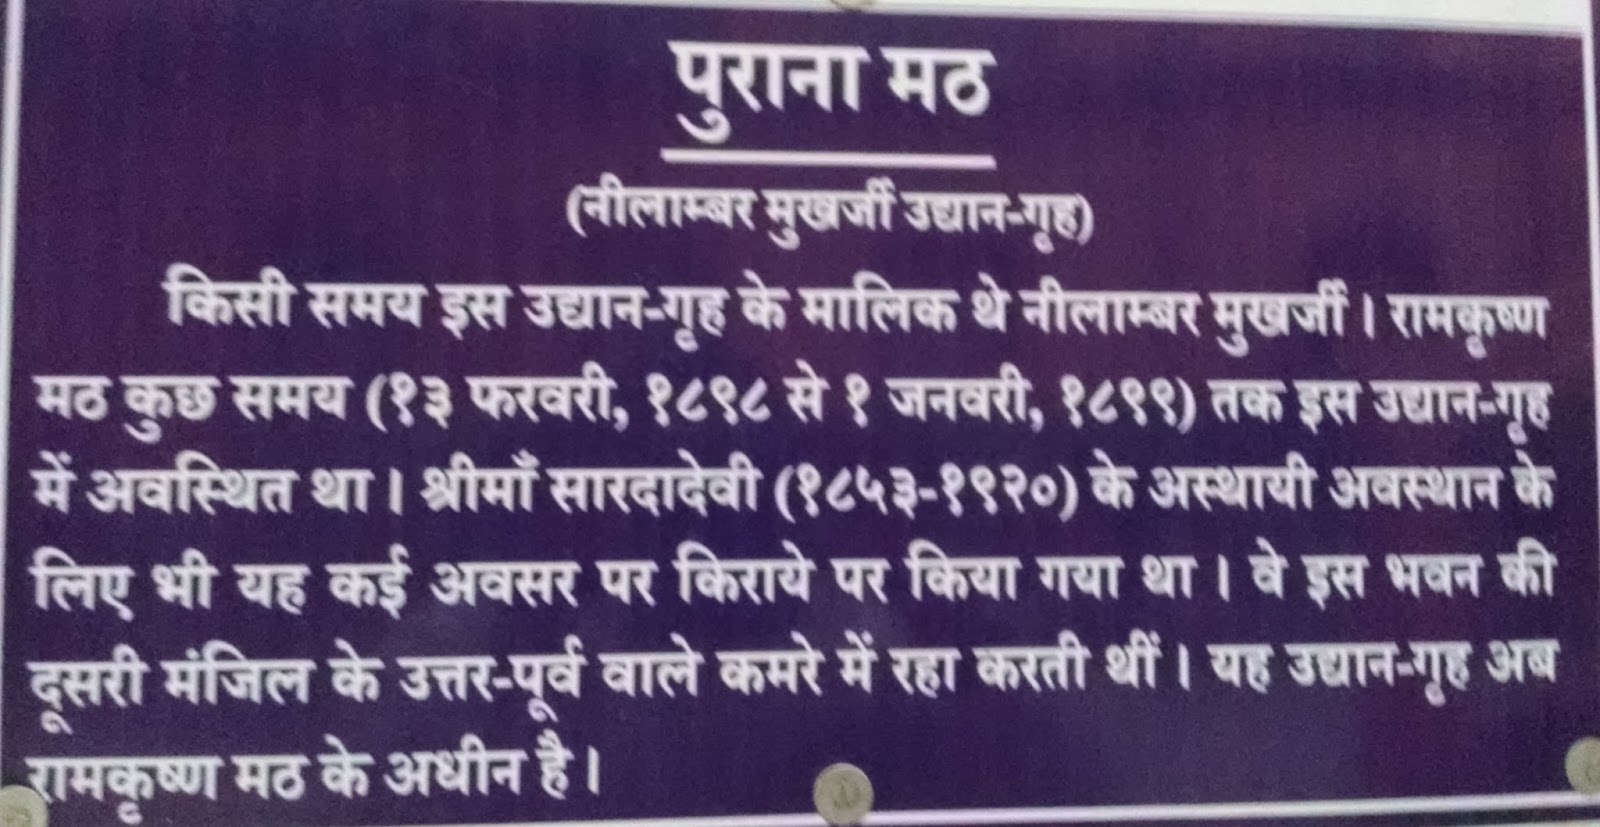 पुराना मठ
(नीलाम्बर मुखर्जी उद्यान-गृह)
किसी समय इस उद्यान-गृह के मालिक थे नीलाम्बर मुखर्जी। रामकृष्ण
मठ कुछ समय (१३ फरवरी, १८९८ से १ जनवरी, १८९९) तक इस उद्यान-गृह
में अवस्थित था। श्रीमाँ सारदादेवी (१८५३-१९२०) के अस्थायी अवस्थान के
लिए भी यह कई अवसर पर किराये पर किया गया था। वे इस भवन की
दूसरी मंजिल के उत्तर-पूर्व वाले कमरे में रहा करती थीं। यह उद्यान-गृह अब
रामकृष्ण मठ के अधीन है।